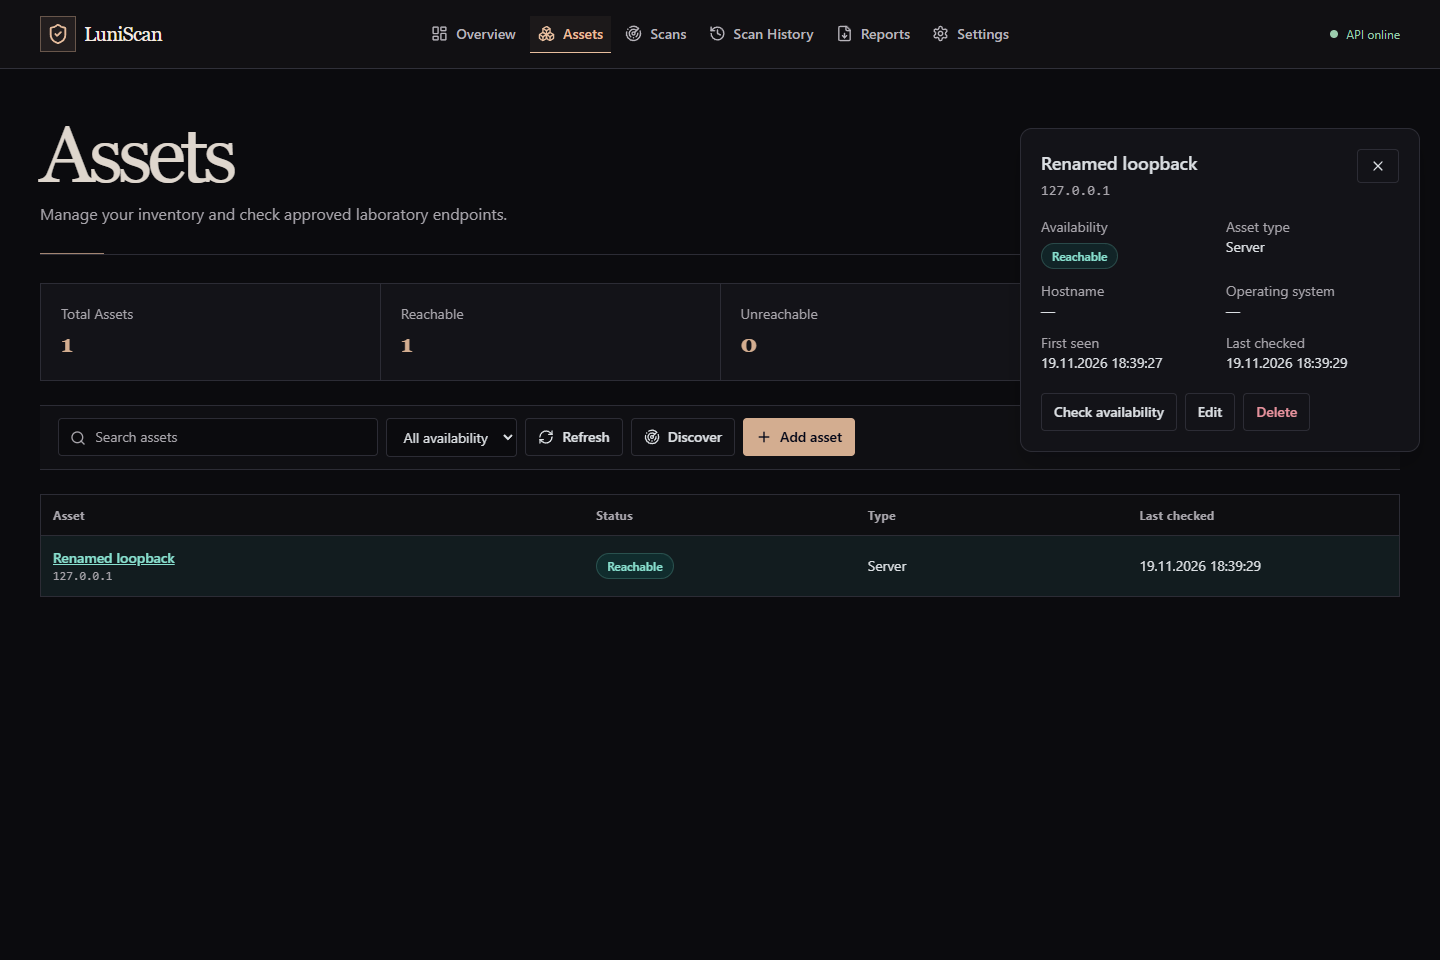 LuniScan
Overview
Assets
Scans
Scan History
Reports
Settings
API online
Assets
Manage your inventory and check approved laboratory endpoints.
Total Assets
1
Reachable
1
Unreachable
0
Renamed loopback
127.0.0.1
Availability
Reachable
Asset type
Server
Hostname
—
Operating system
—
First seen
19.11.2026 18:39:27
Last checked
19.11.2026 18:39:29
Check availability
Edit
Delete
Search assets
All availability
Refresh
Discover
Add asset
Asset Status Type Last checked
Renamed loopback
127.0.0.1
Reachable
Server
19.11.2026 18:39:29